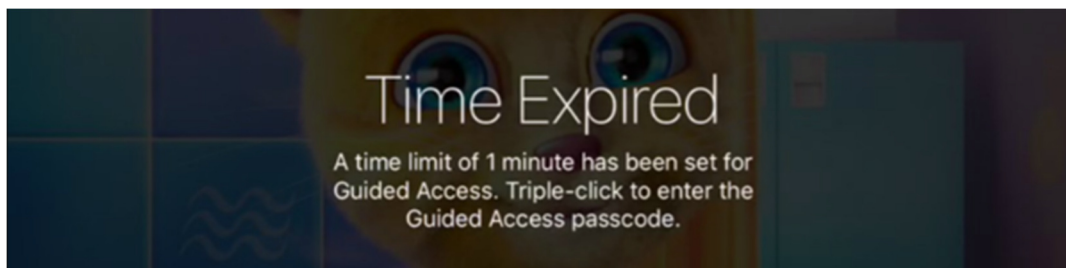 Time Expired
A time limit of 1 minute has been set for
Guided Access. Triple-click to enter the
Guided Access passcode.